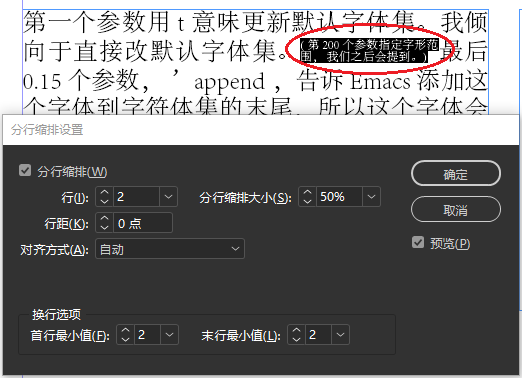 第一个参数用 t 意味更新默认字体集。我倾
向于直接改默认字体集。(第 200 个参数指定字形范
围，我们之后会提到。)最后
0.15 个参数，’append ，告诉 Emacs 添加这
个字体到字符体集的末尾，所以这个字体会
分行缩排设置
分行缩排(W)
行(I): 2 分行缩排大小(S): 50%
行距(K): 0 点
对齐方式(A): 自动
换行选项
首行最小值(F): 2 末行最小值(L): 2
确定
取消
预览(P)